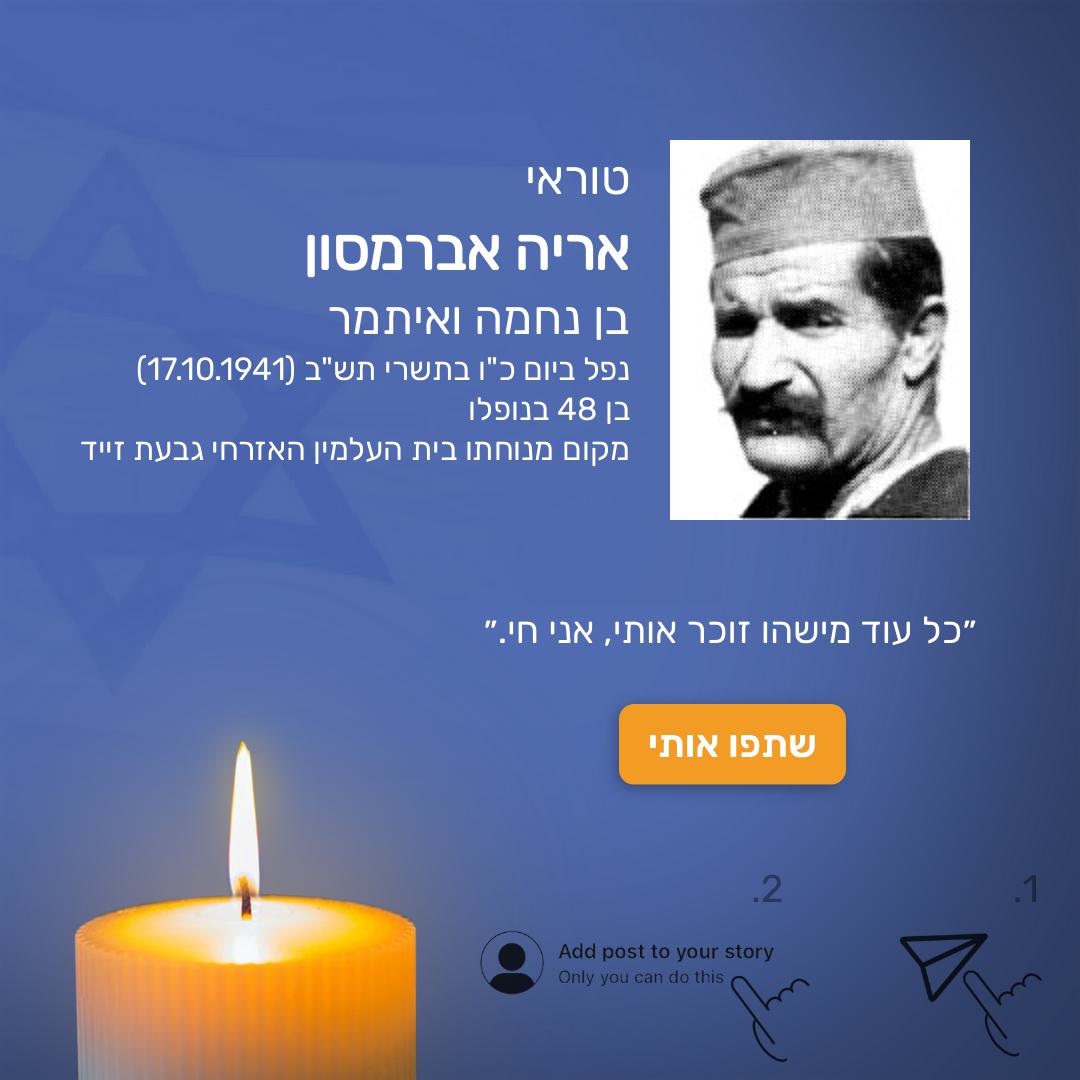 טוראי
אריה אברמסון
בן נחמה ואיתמר
נפל ביום כ"ו בתשרי תש"ב (17.10.1941)
בן 48 בנופלו
מקום מנוחתו בית העלמין האזרחי גבעת זייד
״כל עוד מישהו זוכר אותי, אני חי.״
שתפו אותי
1.
2.
Add post to your story
Only you can do this